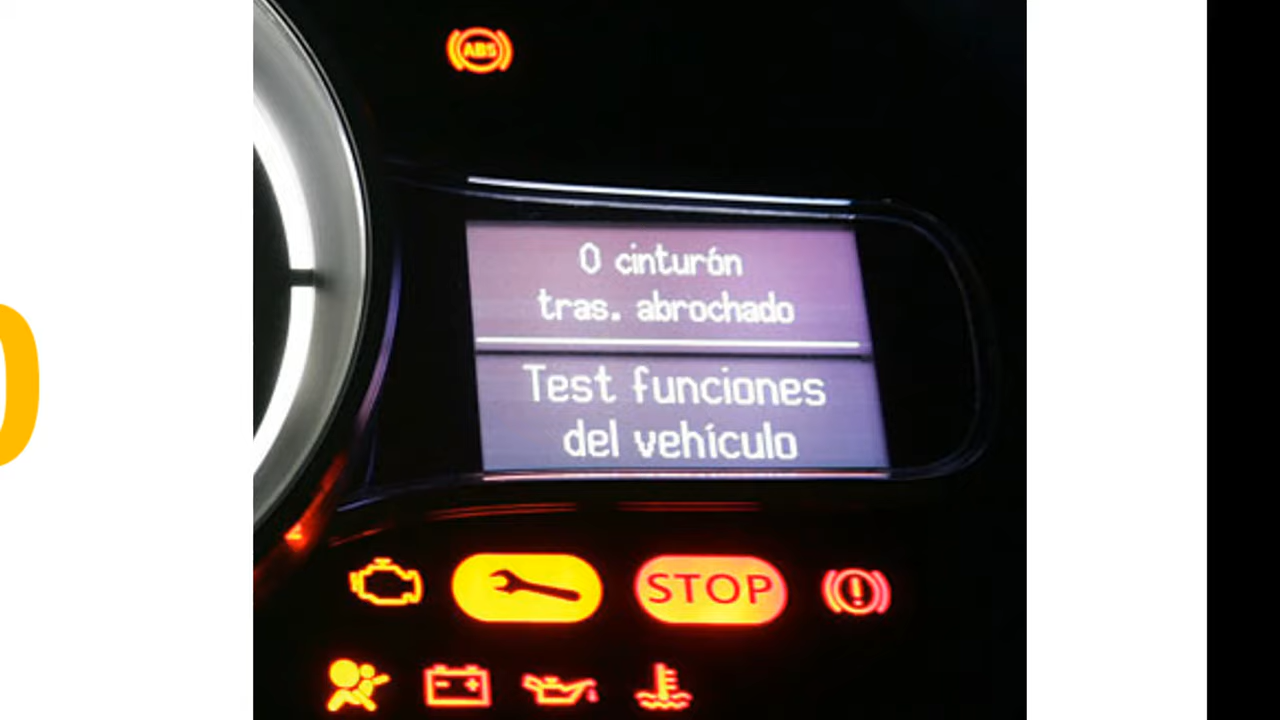 ABS
0 cinturón
tras. abrochado
Test funciones
del vehículo
STOP